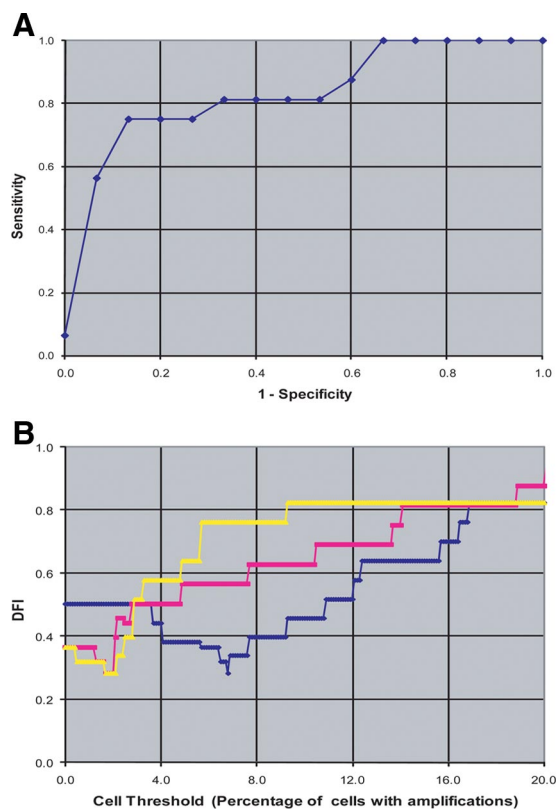 A
1.0
0.8
0.6
0.4
0.2
0.0
Sensitivity
0.0 0.2 0.4 0.6 0.8 1.0
1 - Specificity
B
1.0
0.8
0.6
0.4
0.2
0.0
DFI
0.0 4.0 8.0 12.0 16.0 20.0
Cell Threshold (Percentage of cells with amplifications)